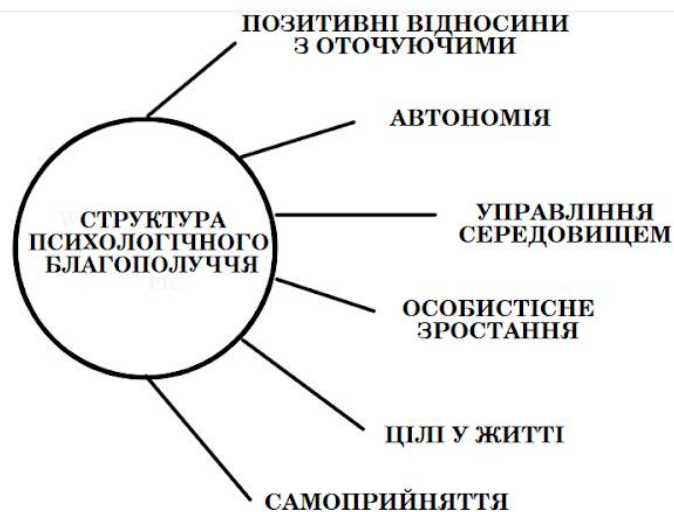 ПОЗИТИВНІ ВІДНОСИНИ
З ОТОЧУЮЧИМИ
АВТОНОМІЯ
УПРАВЛІННЯ
СЕРЕДОВИЩЕМ
СТРУКТУРА
ПСИХОЛОГІЧНОГО
БЛАГОПОЛУЧЧЯ
ОСОБИСТІСНЕ
ЗРОСТАННЯ
ЦІЛІ У ЖИТТІ
САМОПРИЙНЯТТЯ